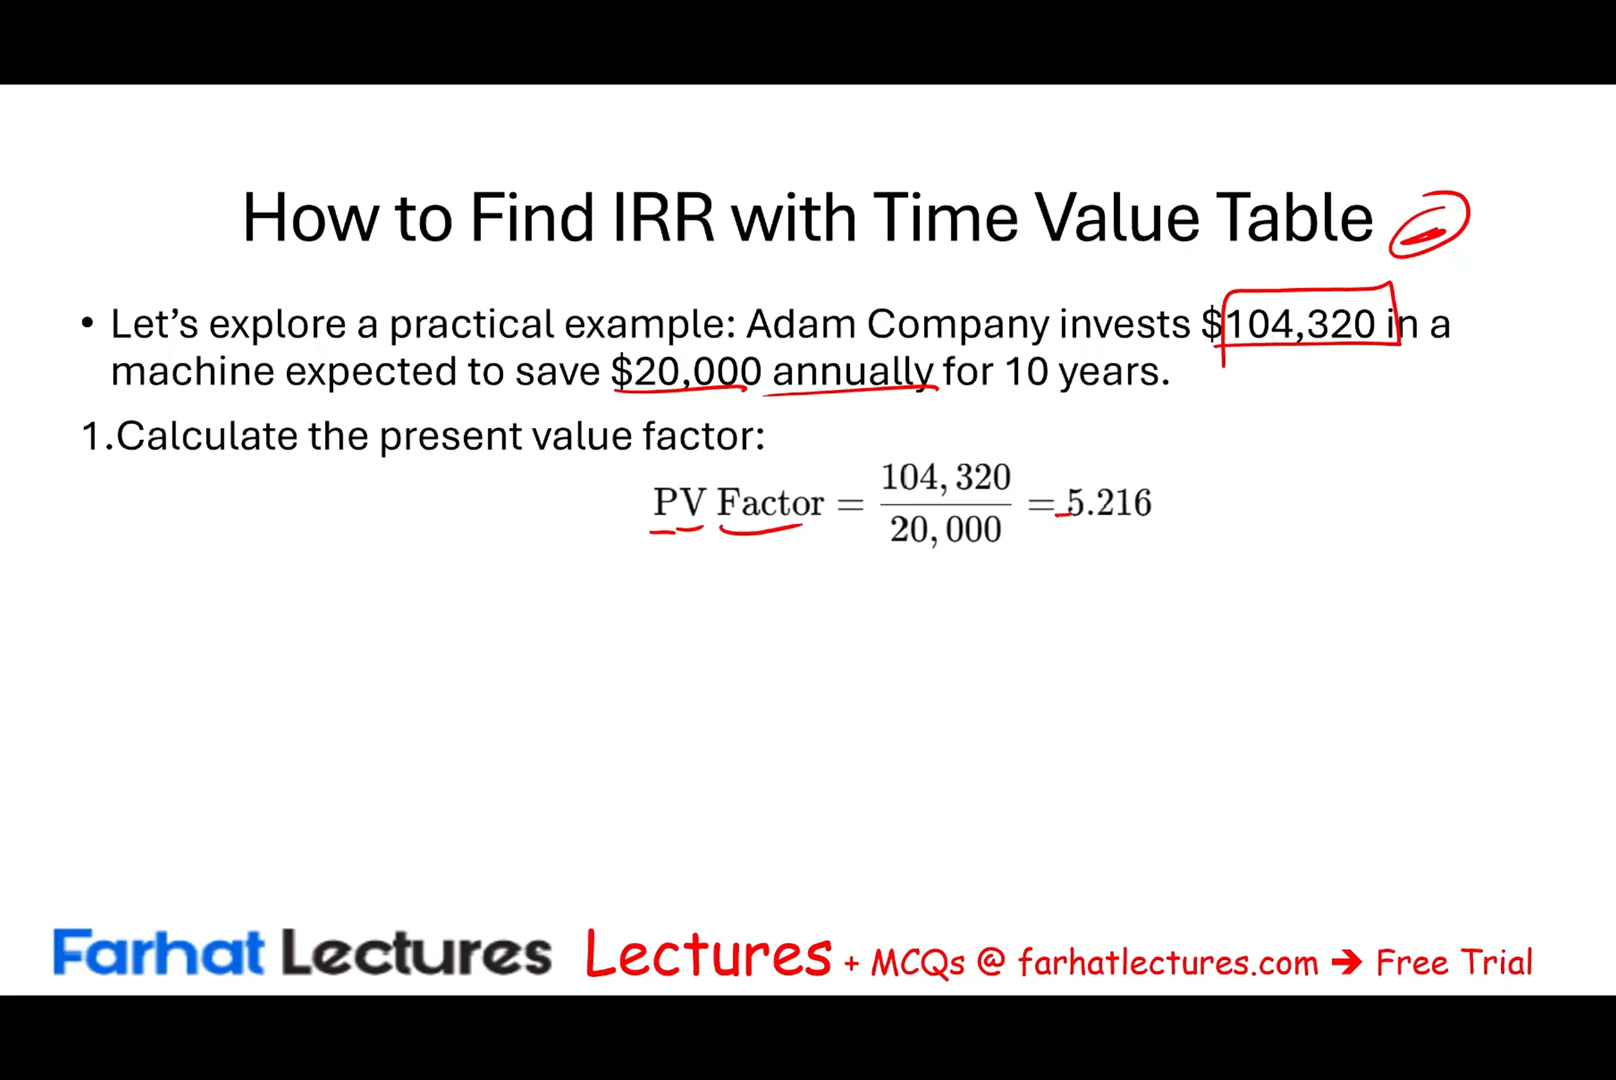 How to Find IRR with Time Value Table
• Let’s explore a practical example: Adam Company invests $104,320 in a
machine expected to save $20,000 annually for 10 years.
1.Calculate the present value factor:
PV Factor = 104,320 / 20,000 = 5.216
Farhat Lectures Lectures + MCQs @ farhatlectures.com → Free Trial